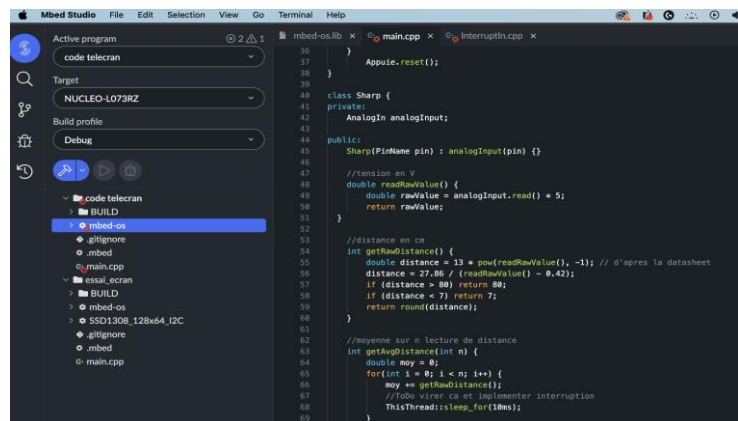 Mbed Studio File Edit Selection View Go Terminal Help
Active program 2 1
code telecran
Target
NUCLEO-L073RZ
Build profile
Debug
code telecran
BUILD
mbed-os
.gitignore
.mbed
main.cpp
essai_ecran
BUILD
mbed-os
SSD1308_128x64_I2C
.gitignore
.mbed
main.cpp
mbed-os.lib × main.cpp × InterruptIn.cpp ×
36 }
37 Appuie.reset();
38 }
39
40 class Sharp {
41 private:
42 AnalogIn analogInput;
43
44 public:
45 Sharp(PinName pin) : analogInput(pin) {}
46
47 //tension en V
48 double readRawValue() {
49 double rawValue = analogInput.read() * 5;
50 return rawValue;
51 }
52
53 //distance en cm
54 int getRawDistance() {
55 double distance = 13 * pow(readRawValue(), -1); // d'apres la datasheet
56 distance = 27.86 / (readRawValue() - 0.42);
57 if (distance > 80) return 80;
58 if (distance < 7) return 7;
59 return round(distance);
60 }
61
62 //moyenne sur n lecture de distance
63 int getAvgDistance(int n) {
64 double moy = 0;
65 for(int i = 0; i < n; i++) {
66 moy += getRawDistance();
67 //ToDo virer ca et implementer interruption
68 ThisThread::sleep_for(10ms);
69 }